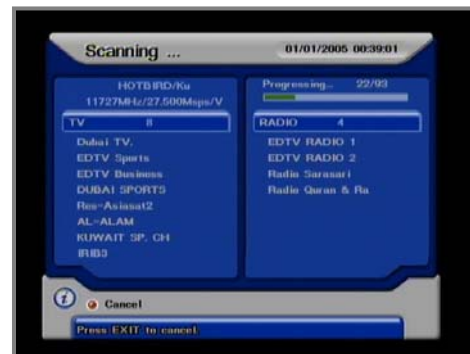 Scanning ...
01/01/2005 00:39:01
HOTBIRD/Ku
11727MHz/27.500Msps/V
Progressing... 22/93
TV 8
RADIO 4
Dubai TV.
EDTV Sports
EDTV Business
DUBAI SPORTS
Res-Asiasat2
AL-ALAM
KUWAIT SP. CH
IRIB3
EDTV RADIO 1
EDTV RADIO 2
Radio Sarasari
Radio Quran & Ra
Cancel
Press EXIT to cancel.